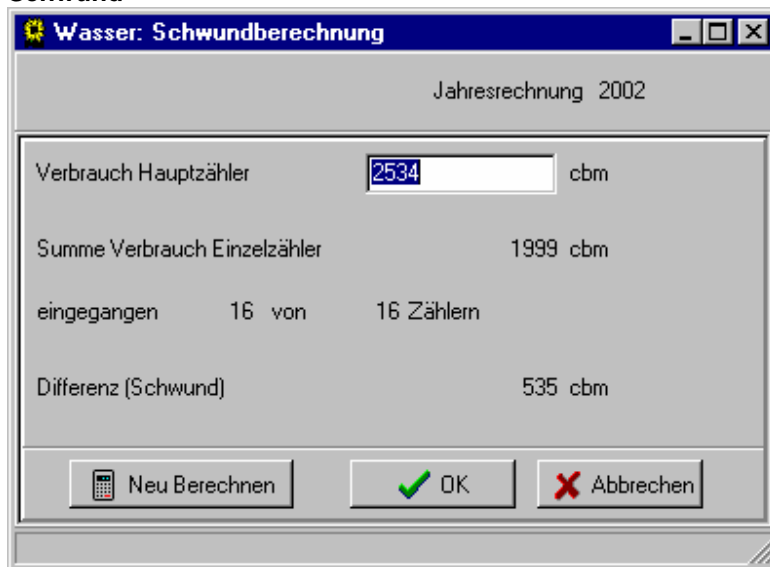 Schwund
Wasser: Schwundberechnung
Jahresrechnung 2002
Verbrauch Hauptzähler 2534 cbm
Summe Verbrauch Einzelzähler 1999 cbm
eingegangen 16 von 16 Zählern
Differenz (Schwund) 535 cbm
Neu Berechnen OK Abbrechen